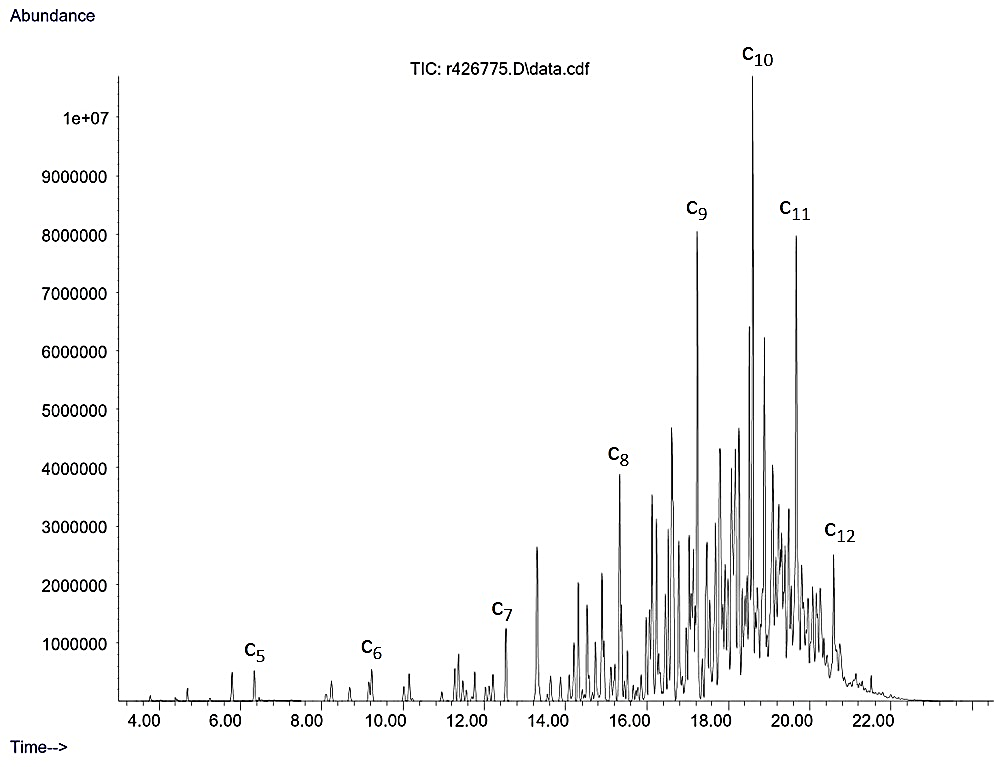 Abundance
TIC: r426775.D\data.cdf
C₁₀
1e+07
9000000
C₉ C₁₁
8000000
7000000
6000000
5000000
C₈
4000000
C₁₂
3000000
2000000
C₇
1000000
C₅ C₆
4.00 6.00 8.00 10.00 12.00 14.00 16.00 18.00 20.00 22.00
Time-->